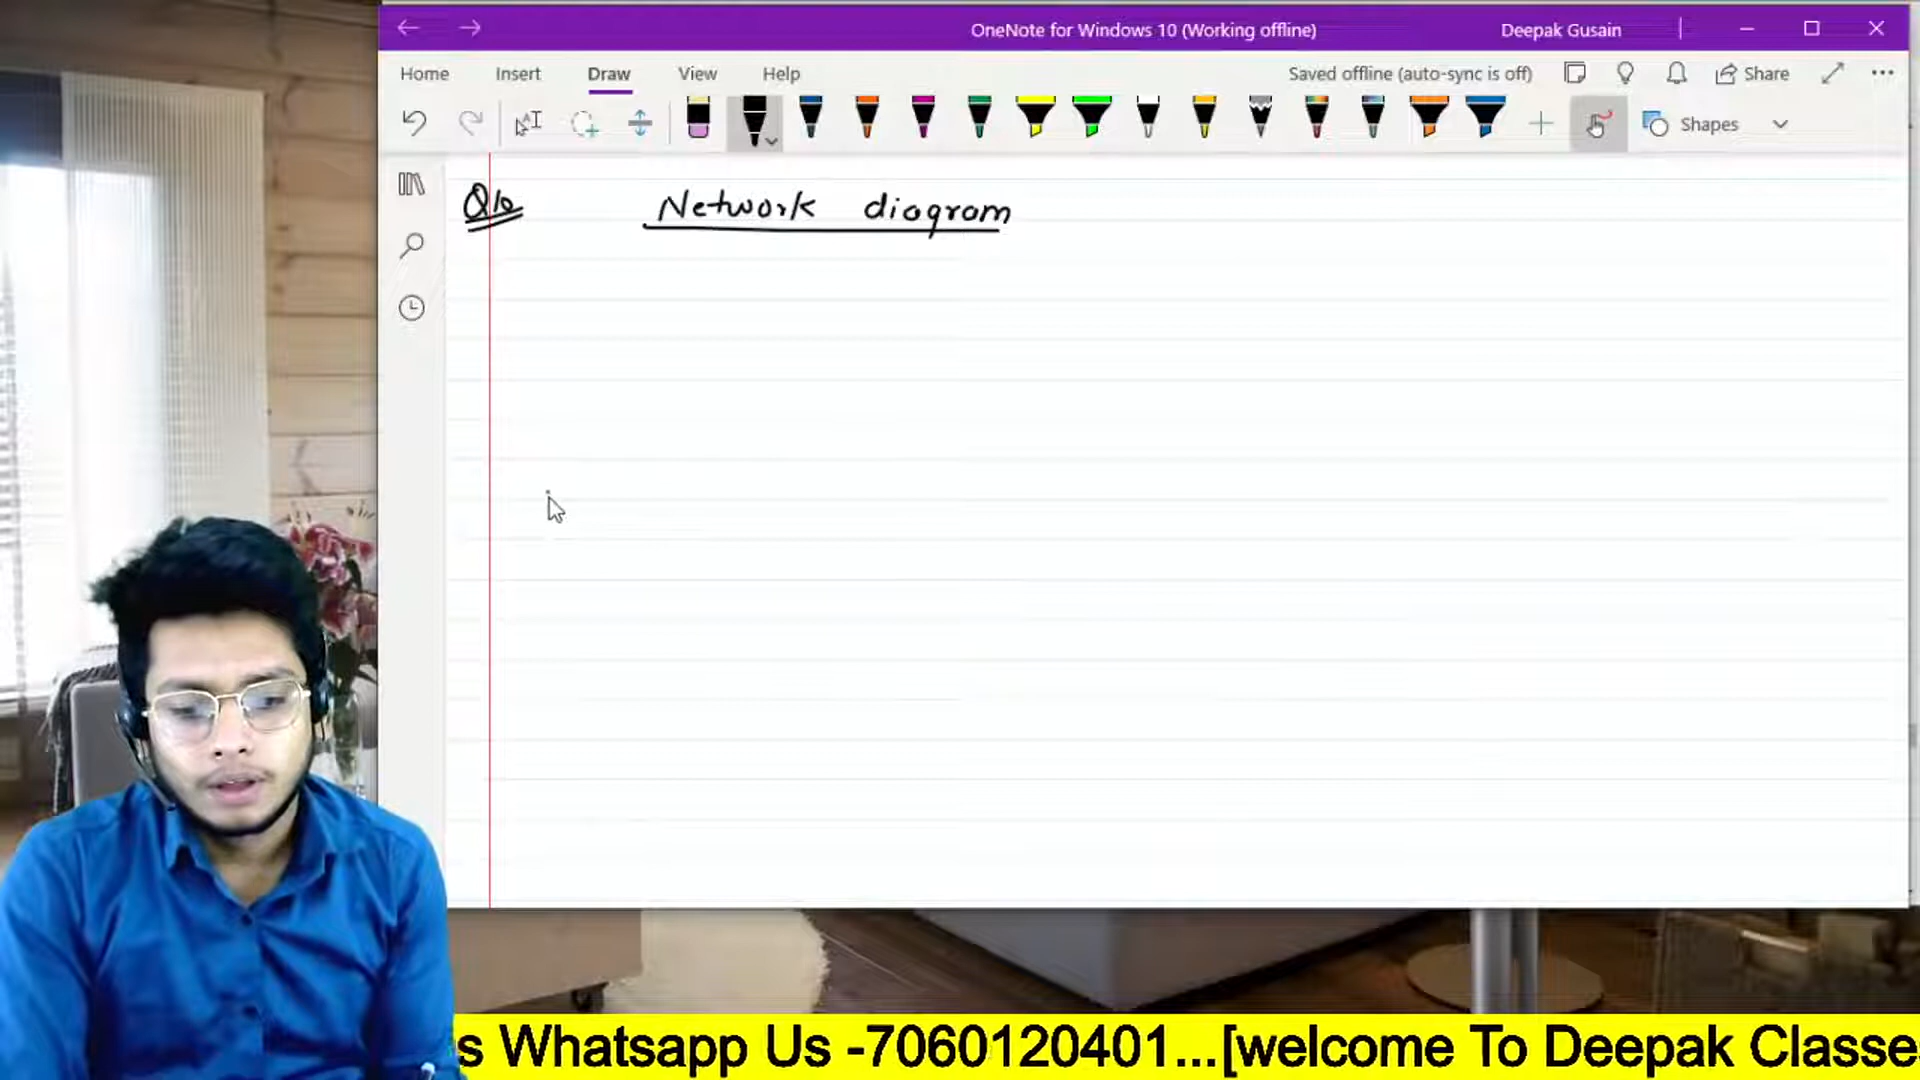 OneNote for Windows 10 (Working offline)
Deepak Gusain
Home Insert Draw View Help
Saved offline (auto-sync is off)
Share
Shapes
Network diagram
s Whatsapp Us -7060120401...[welcome To Deepak Classe